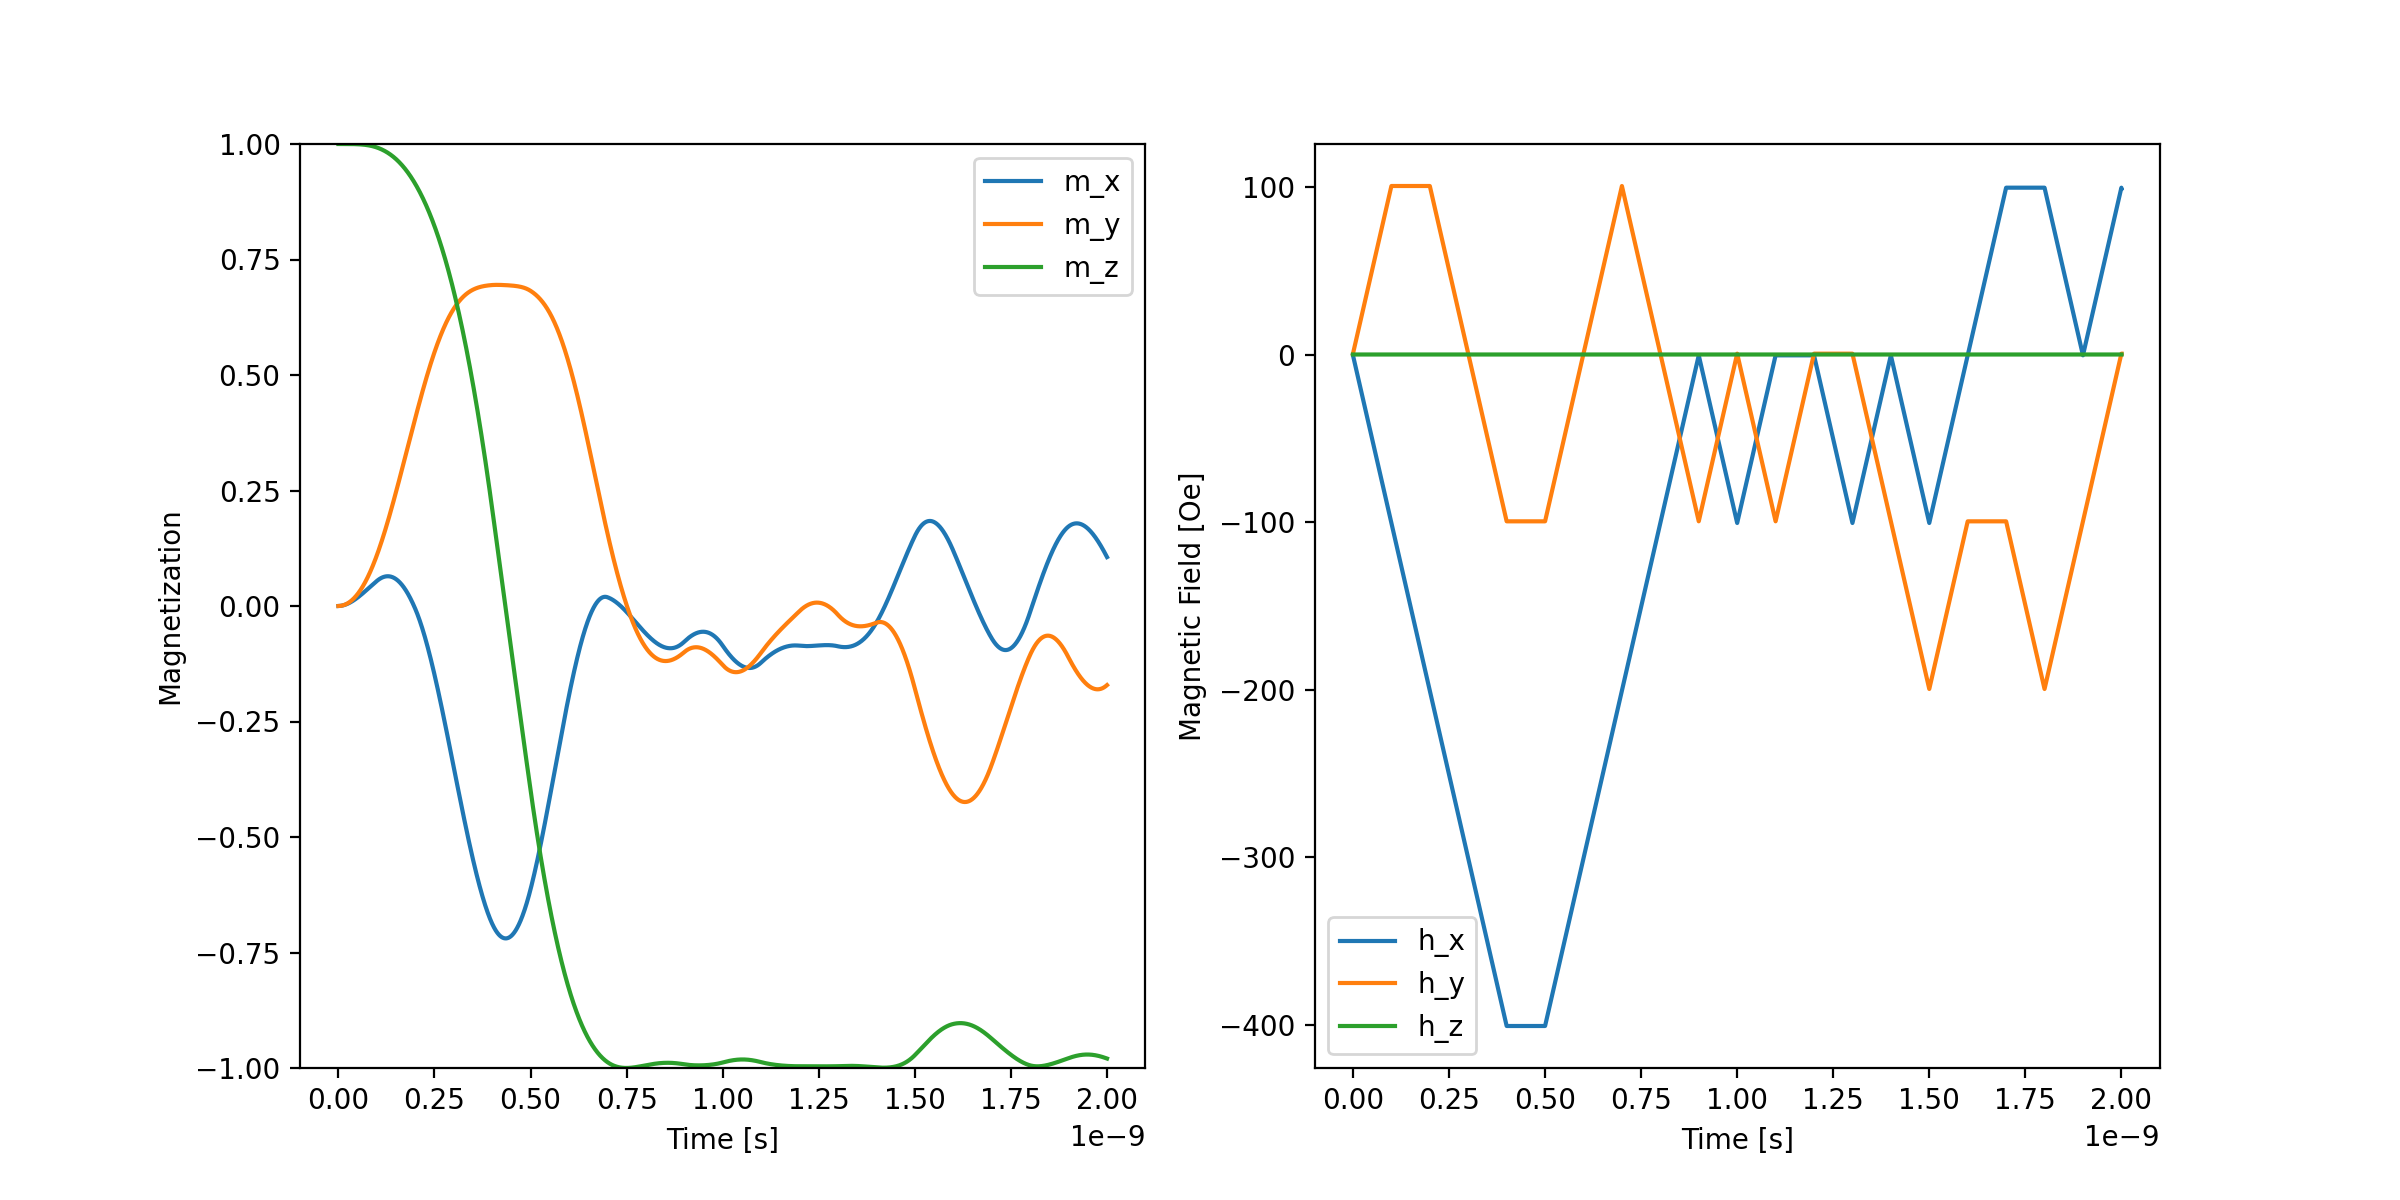 1.00
0.75
0.50
0.25
0.00
−0.25
−0.50
−0.75
−1.00
Magnetization
m_x
m_y
m_z
0.00 0.25 0.50 0.75 1.00 1.25 1.50 1.75 2.00
Time [s]
1e−9
100
0
−100
−200
−300
−400
Magnetic Field [Oe]
h_x
h_y
h_z
0.00 0.25 0.50 0.75 1.00 1.25 1.50 1.75 2.00
Time [s]
1e−9